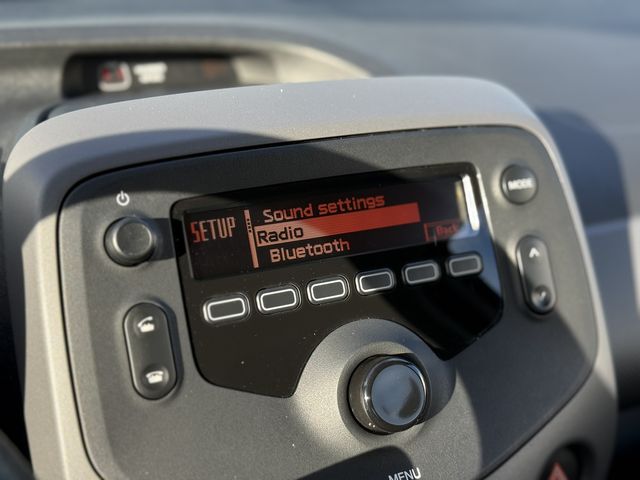 MODE
SETUP
Sound settings
Radio
Bluetooth
Back
MENU